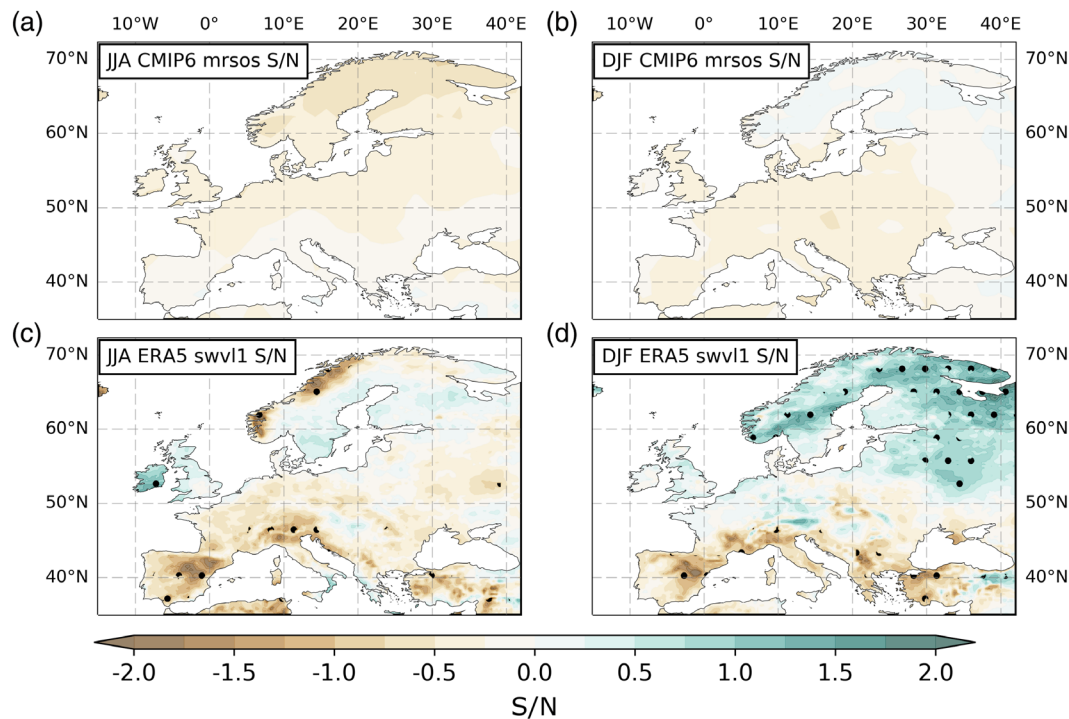 (a) 10°W 0° 10°E 20°E 30°E 40°E (b) 10°W 0° 10°E 20°E 30°E 40°E
70°N JJA CMIP6 mrsos S/N DJF CMIP6 mrsos S/N 70°N
60°N 60°N
50°N 50°N
40°N 40°N
(c) (d)
70°N JJA ERA5 swvl1 S/N DJF ERA5 swvl1 S/N 70°N
60°N 60°N
50°N 50°N
40°N 40°N
-2.0 -1.5 -1.0 -0.5 0.0 0.5 1.0 1.5 2.0
S/N